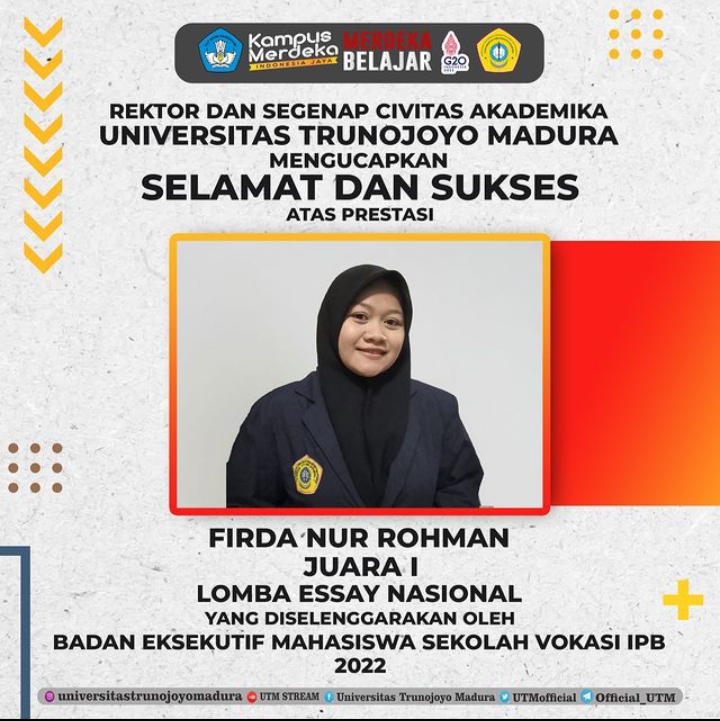 Kampus
Merdeka
INDONESIA JAYA
MERDEKA
BELAJAR
G20
REKTOR DAN SEGENAP CIVITAS AKADEMIKA
UNIVERSITAS TRUNOJOYO MADURA
MENGUCAPKAN
SELAMAT DAN SUKSES
ATAS PRESTASI
FIRDA NUR ROHMAN
JUARA I
LOMBA ESSAY NASIONAL
YANG DISELENGGARAKAN OLEH
BADAN EKSEKUTIF MAHASISWA SEKOLAH VOKASI IPB
2022
universitastrunojoyomadura UTM STREAM Universitas Trunojoyo Madura UTMofficial Official_UTM